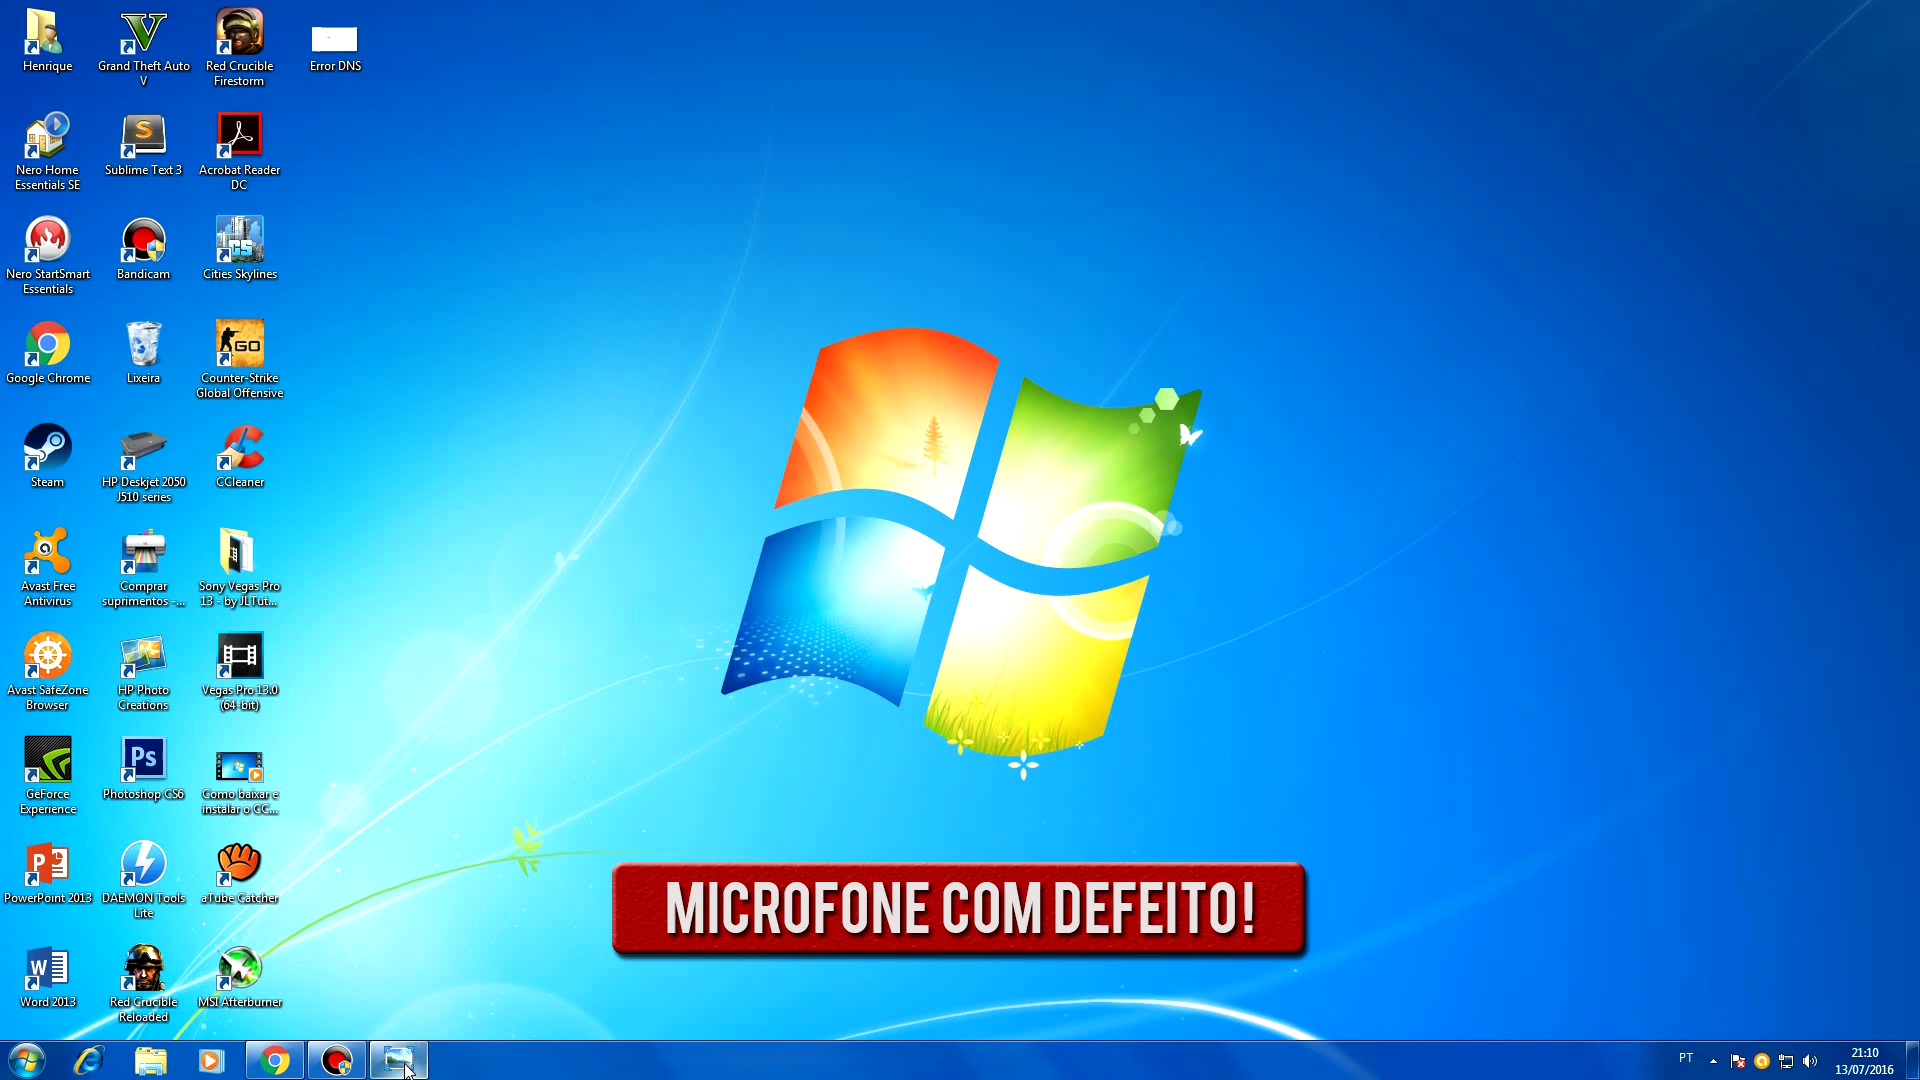 Henrique
Grand Theft Auto
V
Red Crucible
Firestorm
Error DNS
Nero Home
Essentials SE
Sublime Text 3
Acrobat Reader
DC
Nero StartSmart
Essentials
Bandicam
CS
Cities Skylines
Google Chrome
Lixeira
GO
Counter-Strike
Global Offensive
Steam
HP Deskjet 2050
J510 series
CCleaner
Avast Free
Antivirus
Comprar
suprimentos -...
Sony Vegas Pro
13 - by JLTut...
Avast SafeZone
Browser
HP Photo
Creations
Vegas Pro 13.0
(64-bit)
GeForce
Experience
Ps
Photoshop CS6
Como baixar e
instalar o CC...
PowerPoint 2013
DAEMON Tools
Lite
aTube Catcher
Word 2013
Red Crucible
Reloaded
MSI Afterburner
MICROFONE COM DEFEITO!
PT
21:10
13/07/2016